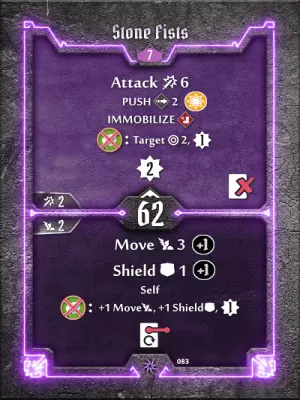 Stone Fists
7
Attack 6
PUSH 2
IMMOBILIZE
: Target 2, 1
2
2
62
2
Move 3 +1
Shield 1 +1
Self
: +1 Move, +1 Shield, 1
083